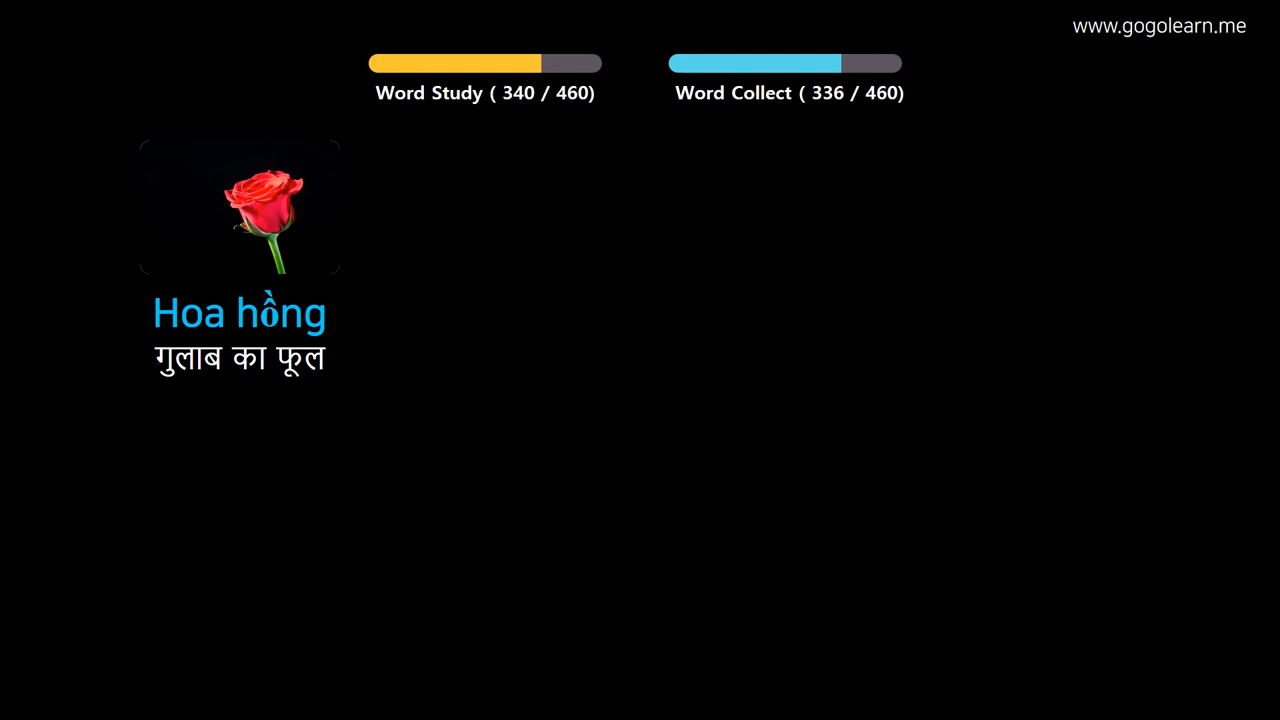 www.gogolearn.me
Word Study ( 340 / 460)
Word Collect ( 336 / 460)
Hoa hồng
गुलाब का फूल